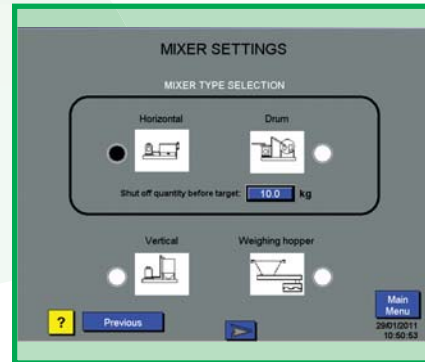 MIXER SETTINGS
MIXER TYPE SELECTION
Horizontal Drum
Shut off quantity before target: 10.0 kg
Vertical Weighing hopper
? Previous
Main
Menu
29/01/2011
10:50:53